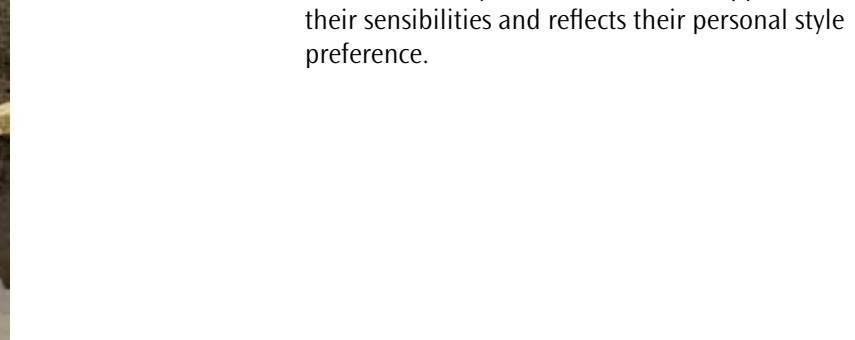 their sensibilities and reflects their personal style
preference.